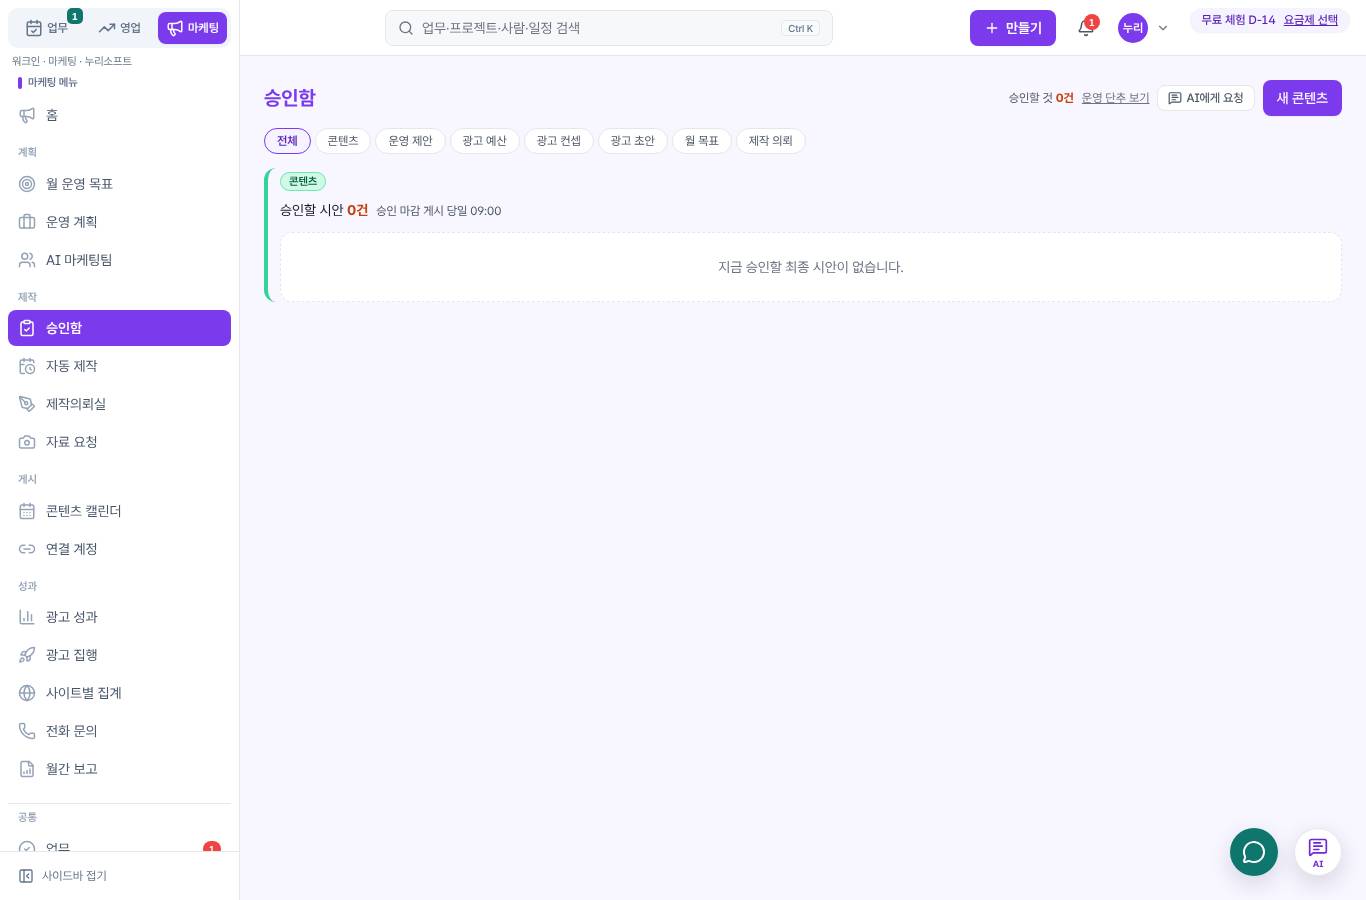 업무 1 영업 마케팅
업무·프로젝트·사람·일정 검색 Ctrl K
만들기
1
누리
무료 체험 D-14 요금제 선택
워크인 · 마케팅 · 누리소프트
마케팅 메뉴
홈
계획
월 운영 목표
운영 계획
AI 마케팅팀
제작
승인함
자동 제작
제작의뢰실
자료 요청
게시
콘텐츠 캘린더
연결 계정
성과
광고 성과
광고 집행
사이트별 집계
전화 문의
월간 보고
공통
업무 1
사이드바 접기
승인함
승인할 것 0건 운영 단추 보기 AI에게 요청 새 콘텐츠
전체 콘텐츠 운영 제안 광고 예산 광고 컨셉 광고 초안 월 목표 제작 의뢰
콘텐츠
승인할 시안 0건 승인 마감 게시 당일 09:00
지금 승인할 최종 시안이 없습니다.
AI